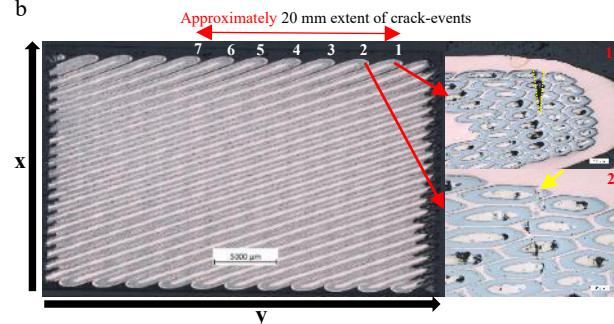 b
Approximately 20 mm extent of crack-events
7 6 5 4 3 2 1
1
x
2
5000 µm
y